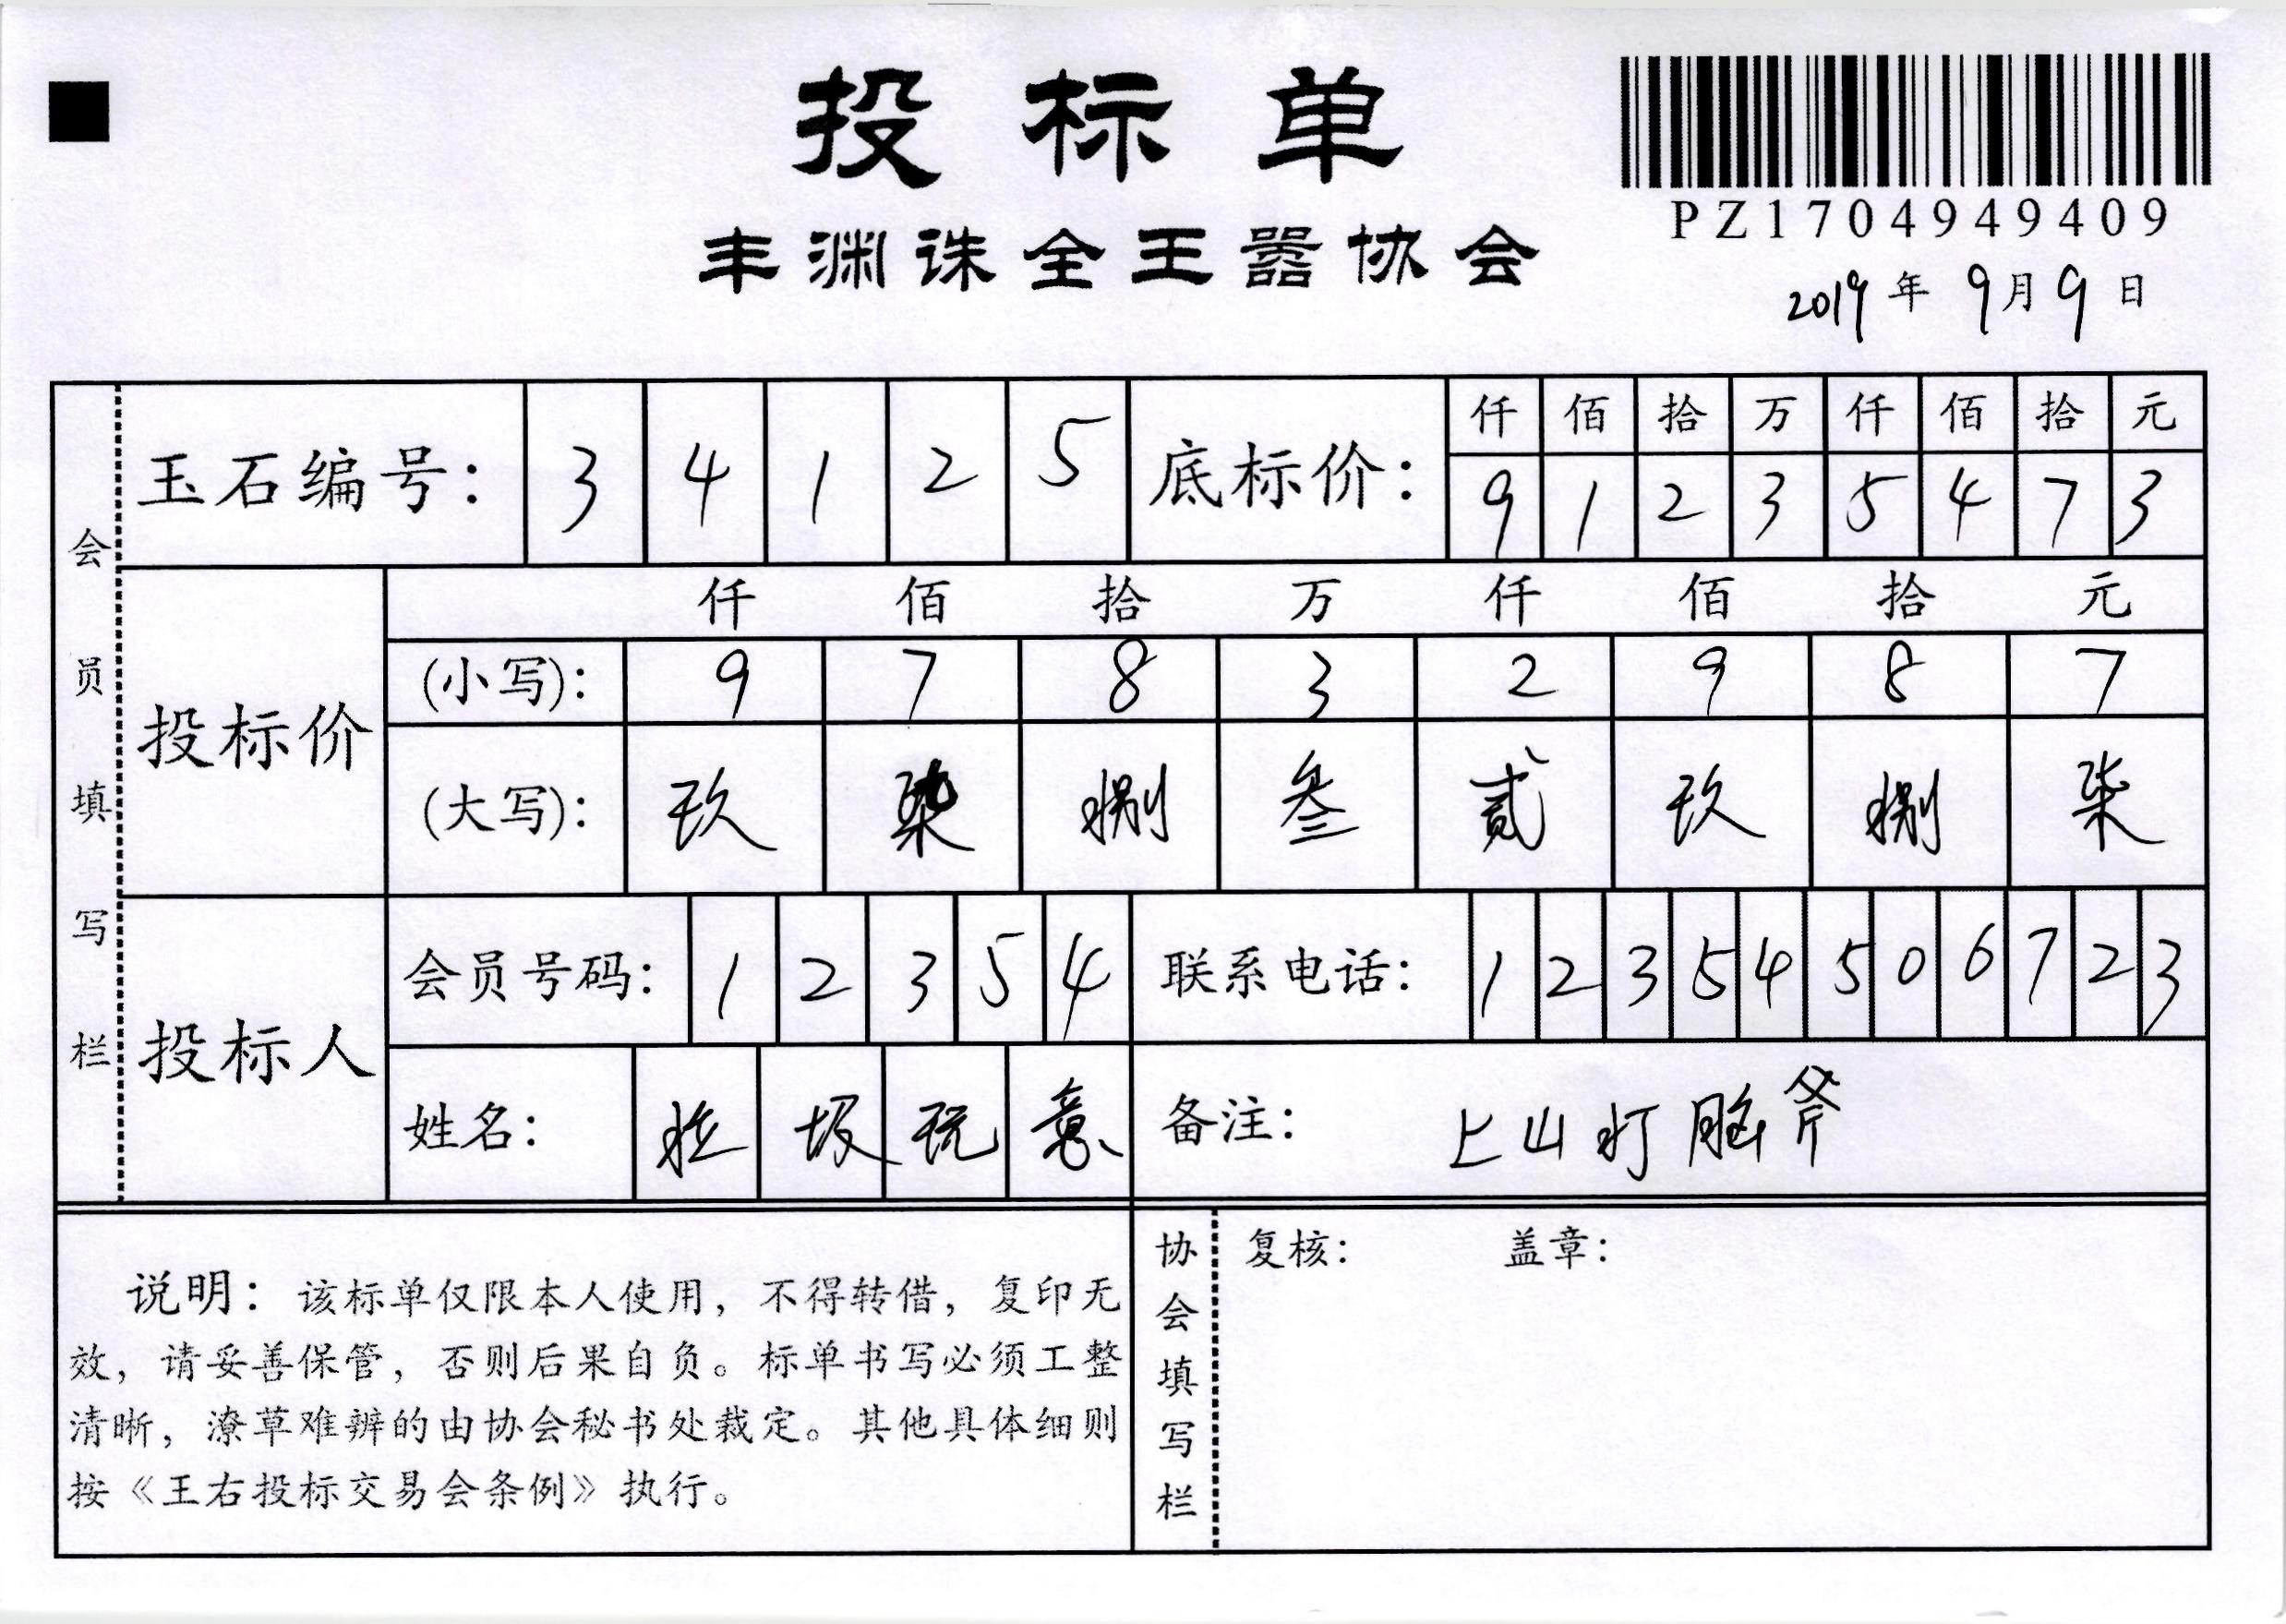 投标单
PZ1704949409
丰渊诛全王嚣协会
2019年9月9日
会员填写栏
玉石编号: 3 4 1 2 5
底标价: 仟 佰 拾 万 仟 佰 拾 元
9 1 2 3 5 4 7 3
投标价
仟 佰 拾 万 仟 佰 拾 元
(小写): 9 7 8 3 2 9 8 7
(大写): 玖 柒 捌 叁 贰 玖 捌 柒
投标人
会员号码: 1 2 3 5 4
联系电话: 1 2 3 5 4 5 0 6 7 2 3
姓名: 垃圾玩意
备注: 上山打脑斧
说明:该标单仅限本人使用,不得转借,复印无
效,请妥善保管,否则后果自负。标单书写必须工整
清晰,潦草难辨的由协会秘书处裁定。其他具体细则
按《王右投标交易会条例》执行。
协会填写栏
复核: 盖章: